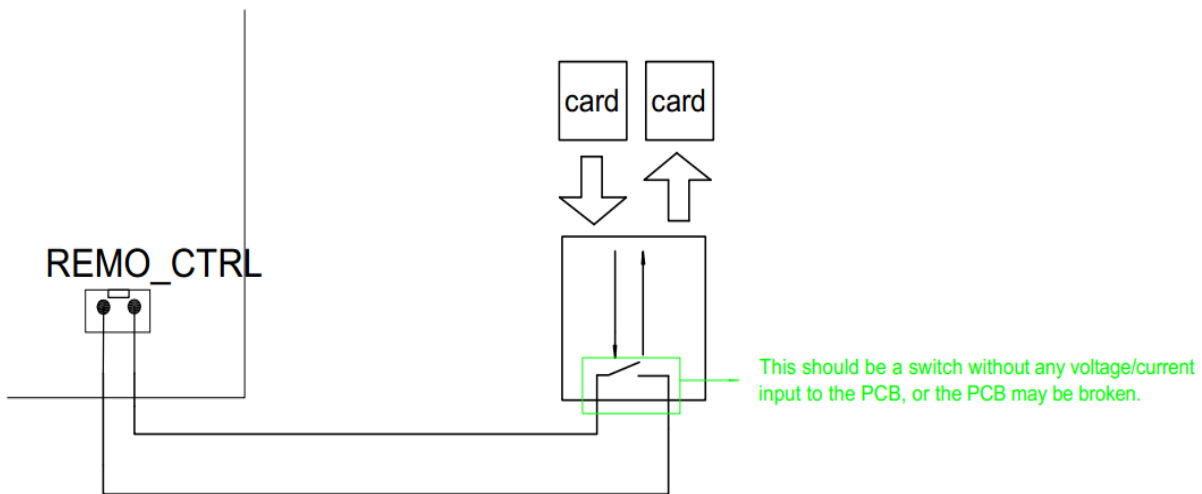 card card
REMO_CTRL
This should be a switch without any voltage/current
input to the PCB, or the PCB may be broken.